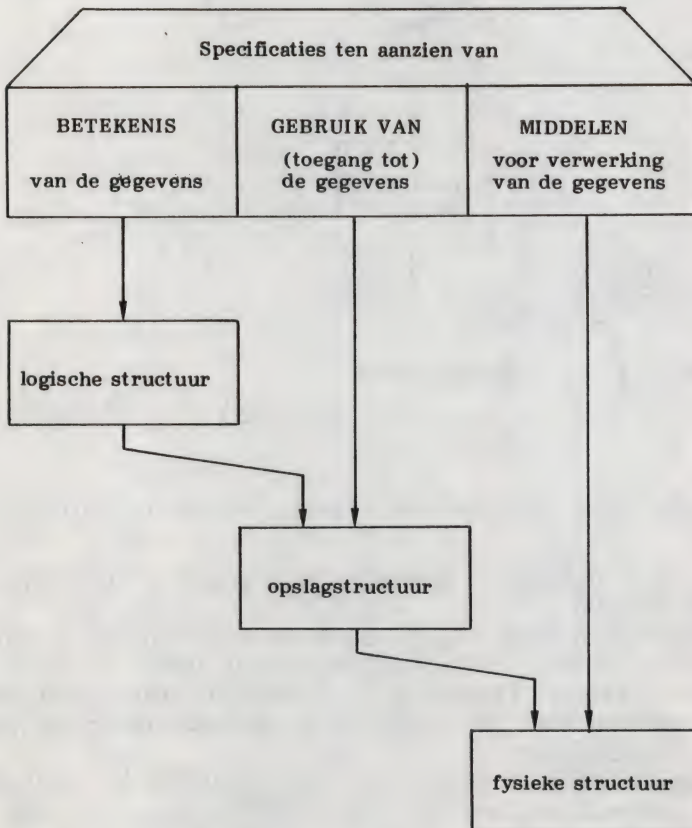 Specificaties ten aanzien van
BETEKENIS
van de gegevens
GEBRUIK VAN
(toegang tot)
de gegevens
MIDDELEN
voor verwerking
van de gegevens
logische structuur
opslagstructuur
fysieke structuur